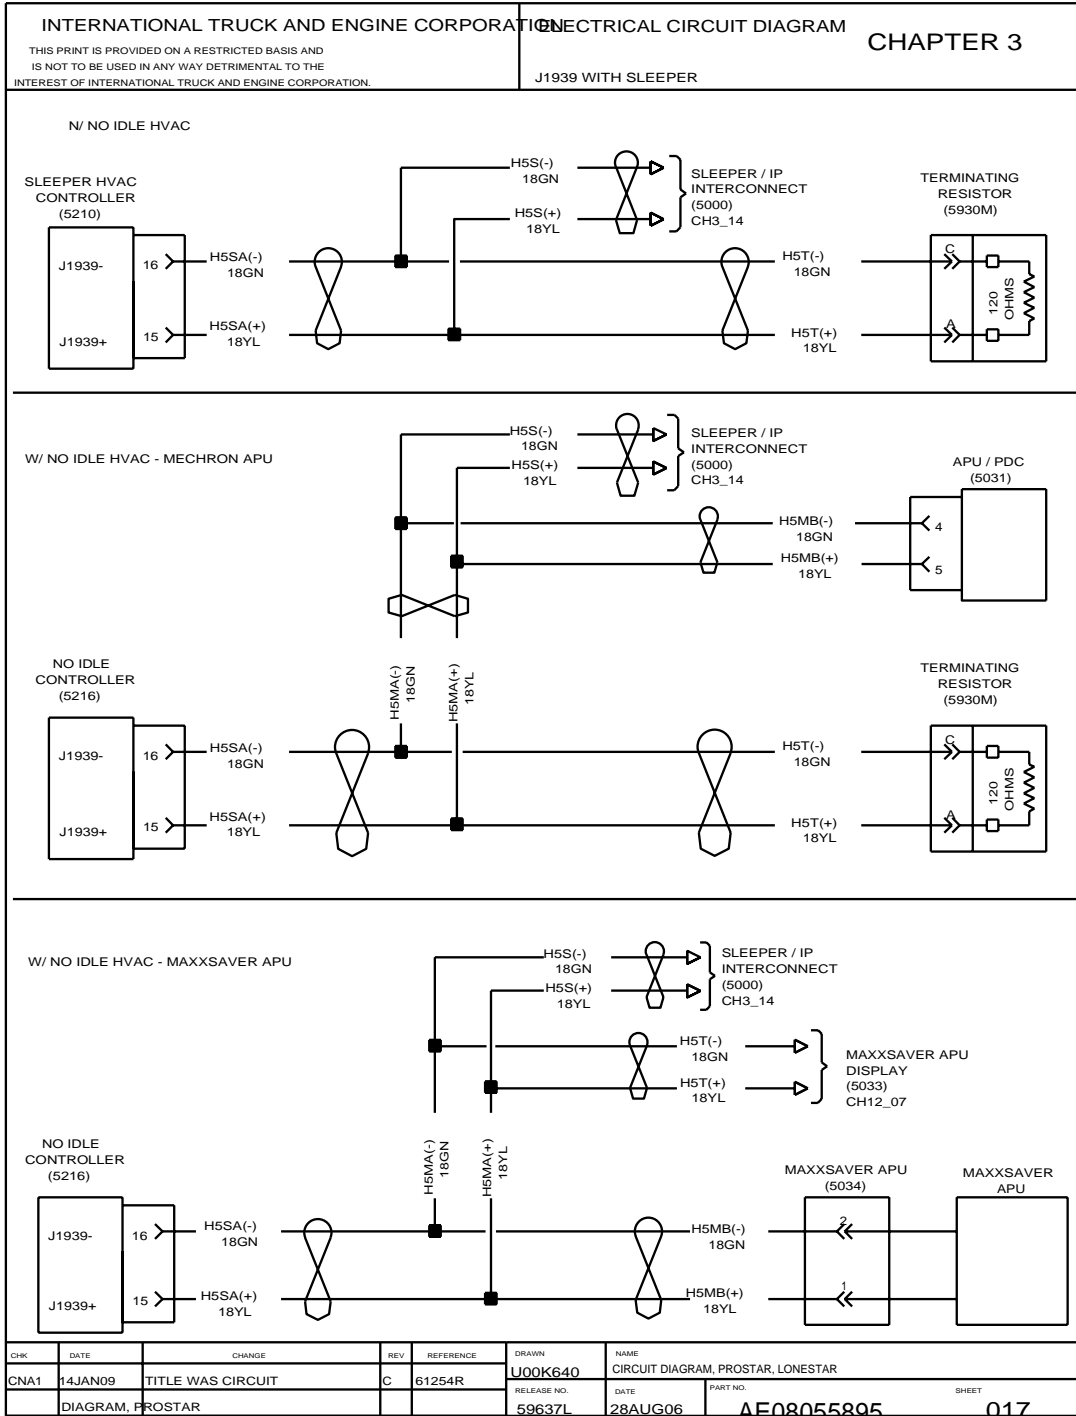 INTERNATIONAL TRUCK AND ENGINE CORPORATION
THIS PRINT IS PROVIDED ON A RESTRICTED BASIS AND
IS NOT TO BE USED IN ANY WAY DETRIMENTAL TO THE
INTEREST OF INTERNATIONAL TRUCK AND ENGINE CORPORATION.
ELECTRICAL CIRCUIT DIAGRAM
CHAPTER 3
J1939 WITH SLEEPER
N/ NO IDLE HVAC
SLEEPER HVAC
CONTROLLER
(5210)
J1939-
16
J1939+
15
H5SA(-)
18GN
H5SA(+)
18YL
H5S(-)
18GN
H5S(+)
18YL
SLEEPER / IP
INTERCONNECT
(5000)
CH3_14
H5T(-)
18GN
H5T(+)
18YL
TERMINATING
RESISTOR
(5930M)
C
A
120
OHMS
W/ NO IDLE HVAC - MECHRON APU
H5S(-)
18GN
H5S(+)
18YL
SLEEPER / IP
INTERCONNECT
(5000)
CH3_14
H5MB(-)
18GN
H5MB(+)
18YL
APU / PDC
(5031)
4
5
H5MA(-)
18GN
H5MA(+)
18YL
NO IDLE
CONTROLLER
(5216)
J1939-
16
J1939+
15
H5SA(-)
18GN
H5SA(+)
18YL
H5T(-)
18GN
H5T(+)
18YL
TERMINATING
RESISTOR
(5930M)
C
A
120
OHMS
W/ NO IDLE HVAC - MAXXSAVER APU
H5S(-)
18GN
H5S(+)
18YL
SLEEPER / IP
INTERCONNECT
(5000)
CH3_14
H5T(-)
18GN
H5T(+)
18YL
MAXXSAVER APU
DISPLAY
(5033)
CH12_07
H5MA(-)
18GN
H5MA(+)
18YL
NO IDLE
CONTROLLER
(5216)
J1939-
16
J1939+
15
H5SA(-)
18GN
H5SA(+)
18YL
H5MB(-)
18GN
H5MB(+)
18YL
MAXXSAVER APU
(5034)
2
1
MAXXSAVER
APU
CHK DATE CHANGE REV REFERENCE
CNA1 14JAN09 TITLE WAS CIRCUIT C 61254R
DIAGRAM, PROSTAR
DRAWN
U00K640
NAME
CIRCUIT DIAGRAM, PROSTAR, LONESTAR
RELEASE NO.
59637L
DATE
28AUG06
PART NO.
AE08055895
SHEET
017